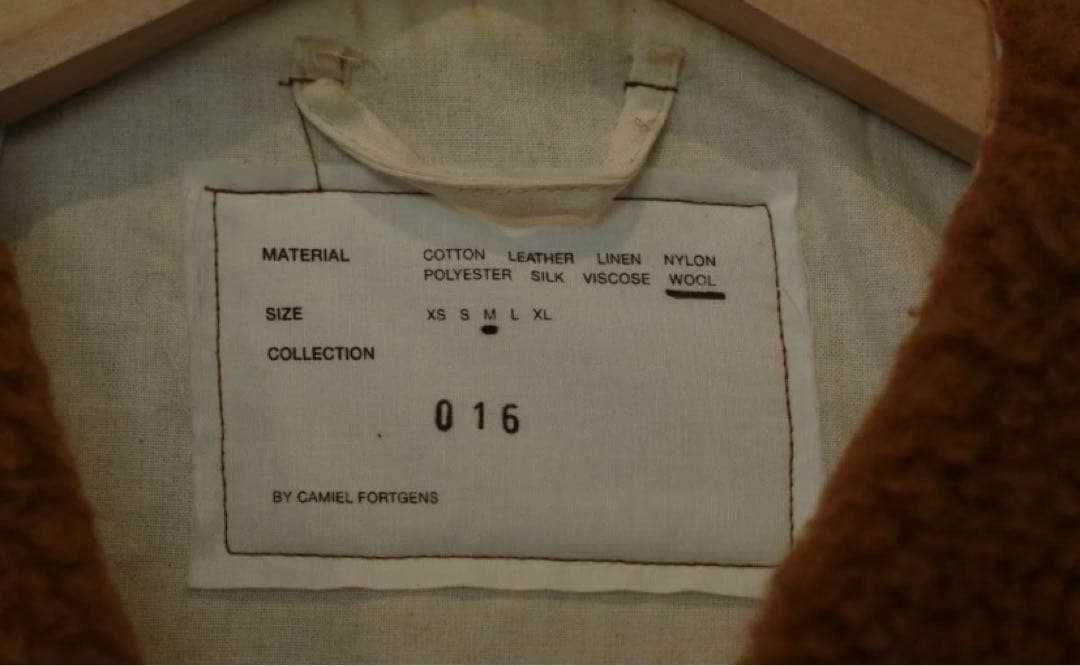 MATERIAL COTTON LEATHER LINEN NYLON
POLYESTER SILK VISCOSE WOOL
SIZE XS S M L XL
COLLECTION
016
BY CAMIEL FORTGENS